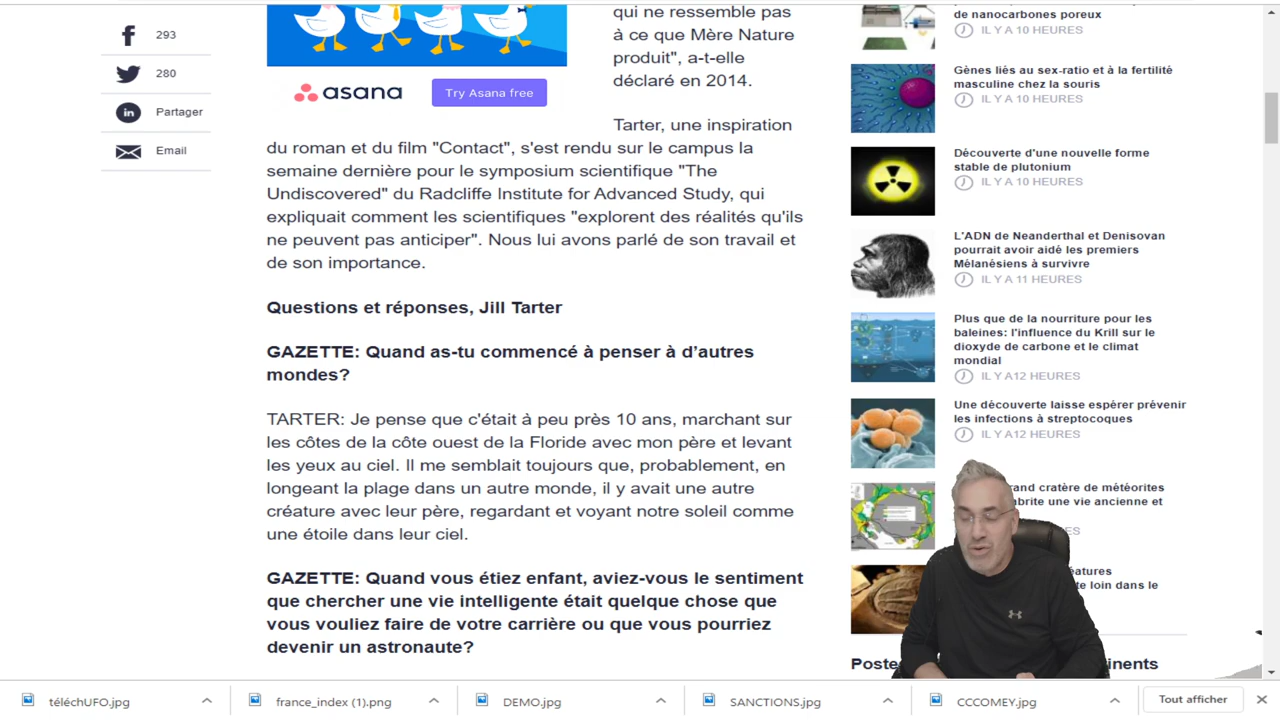 293
280
Partager
Email
asana
Try Asana free
qui ne ressemble pas
à ce que Mère Nature
produit", a-t-elle
déclaré en 2014.
Tarter, une inspiration
du roman et du film "Contact", s'est rendu sur le campus la
semaine dernière pour le symposium scientifique "The
Undiscovered" du Radcliffe Institute for Advanced Study, qui
expliquait comment les scientifiques "explorent des réalités qu'ils
ne peuvent pas anticiper". Nous lui avons parlé de son travail et
de son importance.
Questions et réponses, Jill Tarter
GAZETTE: Quand as-tu commencé à penser à d’autres
mondes?
TARTER: Je pense que c'était à peu près 10 ans, marchant sur
les côtes de la côte ouest de la Floride avec mon père et levant
les yeux au ciel. Il me semblait toujours que, probablement, en
longeant la plage dans un autre monde, il y avait une autre
créature avec leur père, regardant et voyant notre soleil comme
une étoile dans leur ciel.
GAZETTE: Quand vous étiez enfant, aviez-vous le sentiment
que chercher une vie intelligente était quelque chose que
vous vouliez faire de votre carrière ou que vous pourriez
devenir un astronaute?
de nanocarbones poreux
IL Y A 10 HEURES
Gènes liés au sex-ratio et à la fertilité
masculine chez la souris
IL Y A 10 HEURES
Découverte d'une nouvelle forme
stable de plutonium
IL Y A 10 HEURES
L'ADN de Neanderthal et Denisovan
pourrait avoir aidé les premiers
Mélanésiens à survivre
IL Y A 11 HEURES
Plus que de la nourriture pour les
baleines: l'influence du Krill sur le
dioxyde de carbone et le climat
mondial
IL Y A12 HEURES
Une découverte laisse espérer prévenir
les infections à streptocoques
IL Y A12 HEURES
rand cratère de météorites
brite une vie ancienne et
ES
éatures
te loin dans le
Poste inents
téléchUFO.jpg
france_index (1).png
DEMO.jpg
SANCTIONS.jpg
CCCOMEY.jpg
Tout afficher